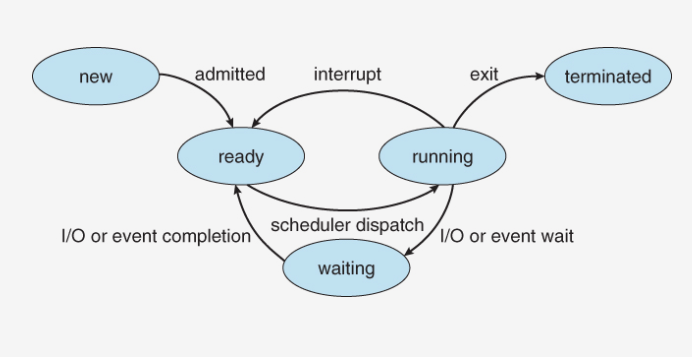 new
admitted
interrupt
exit
terminated
ready
running
scheduler dispatch
I/O or event completion
I/O or event wait
waiting